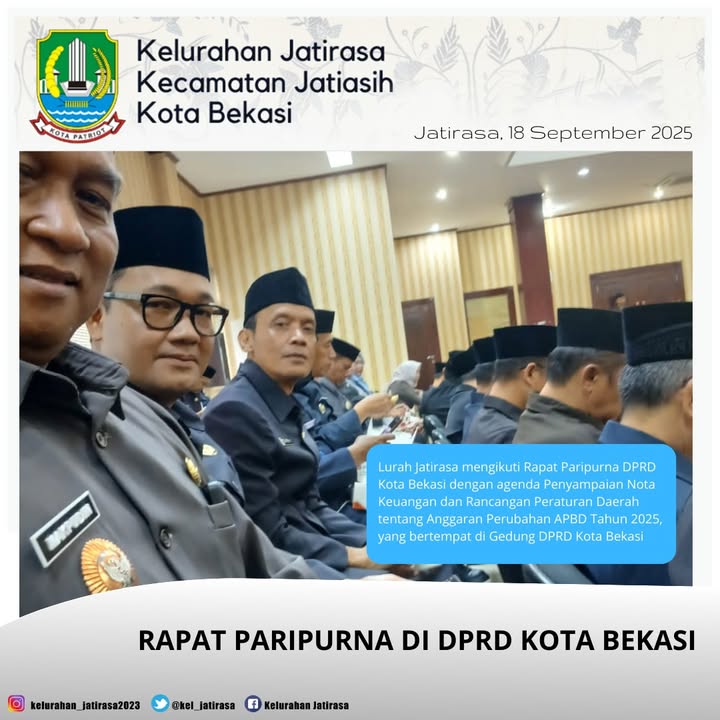 Kelurahan Jatirasa
Kecamatan Jatiasih
Kota Bekasi
KOTA PATRIOT
Jatirasa, 18 September 2025
Lurah Jatirasa mengikuti Rapat Paripurna DPRD
Kota Bekasi dengan agenda Penyampaian Nota
Keuangan dan Rancangan Peraturan Daerah
tentang Anggaran Perubahan APBD Tahun 2025,
yang bertempat di Gedung DPRD Kota Bekasi
RAPAT PARIPURNA DI DPRD KOTA BEKASI
kelurahan_jatirasa2023
@kel_jatirasa
Kelurahan Jatirasa